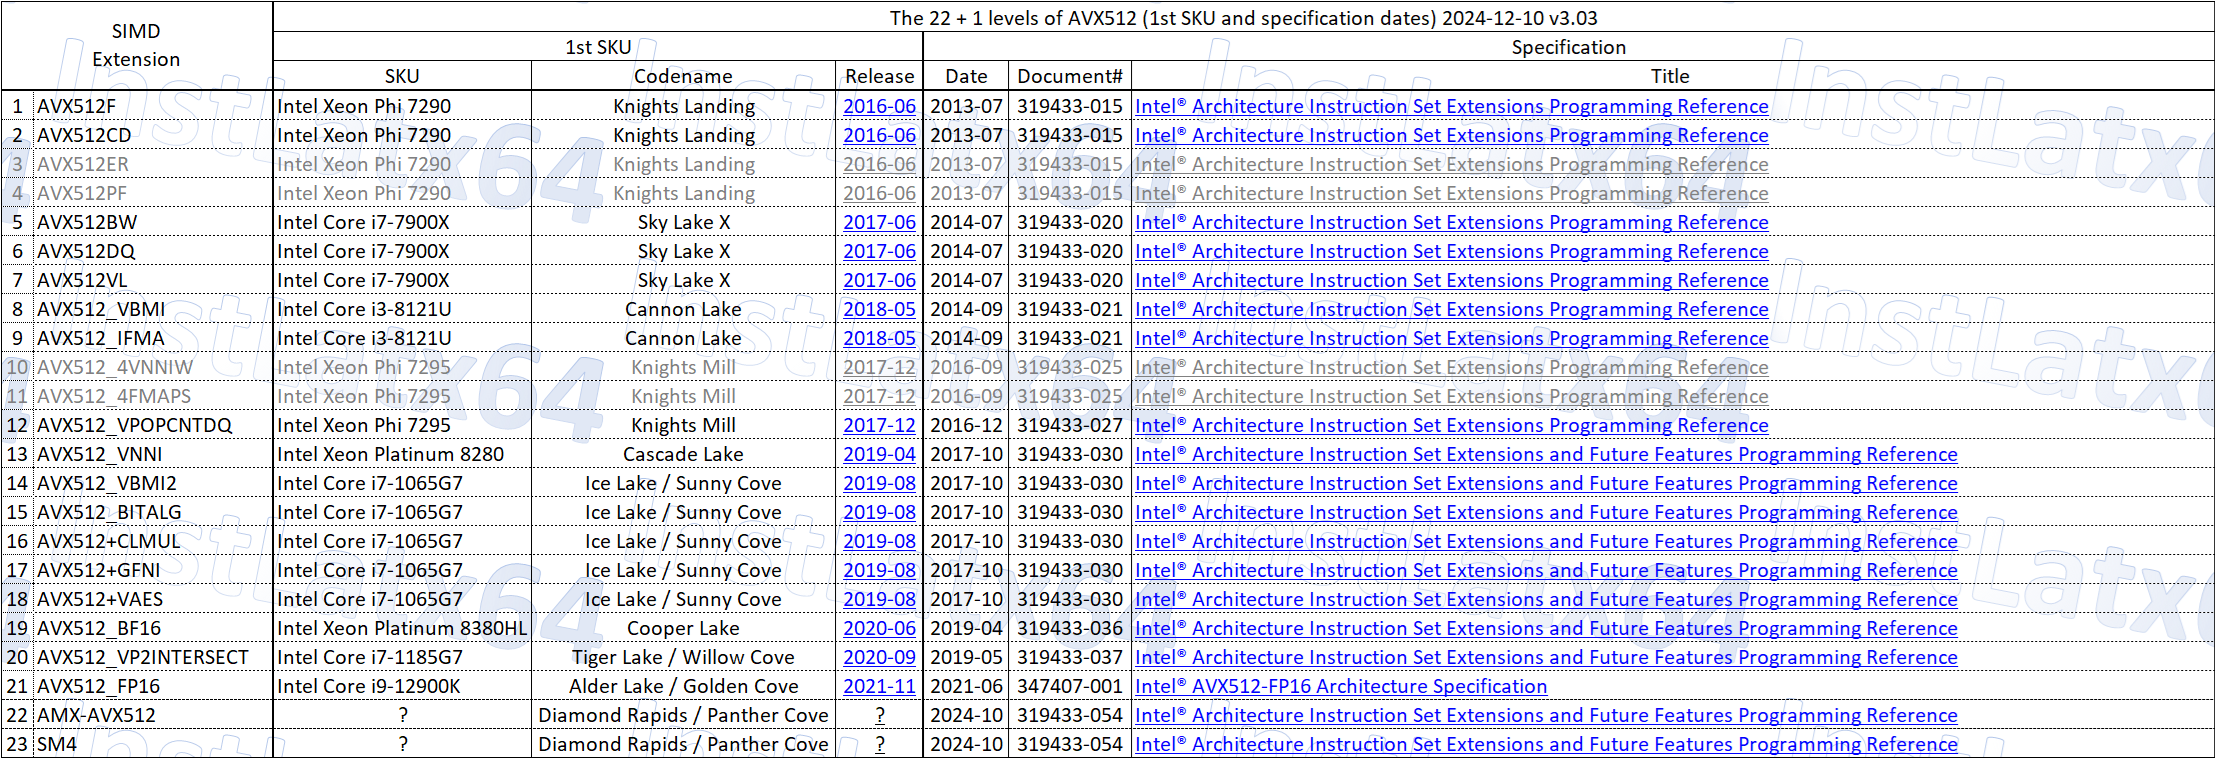 The 22 + 1 levels of AVX512 (1st SKU and specification dates) 2024-12-10 v3.03
SIMD Extension
1st SKU Specification
SKU Codename Release Date Document# Title
1 AVX512F Intel Xeon Phi 7290 Knights Landing 2016-06 2013-07 319433-015 Intel® Architecture Instruction Set Extensions Programming Reference
2 AVX512CD Intel Xeon Phi 7290 Knights Landing 2016-06 2013-07 319433-015 Intel® Architecture Instruction Set Extensions Programming Reference
3 AVX512ER Intel Xeon Phi 7290 Knights Landing 2016-06 2013-07 319433-015 Intel® Architecture Instruction Set Extensions Programming Reference
4 AVX512PF Intel Xeon Phi 7290 Knights Landing 2016-06 2013-07 319433-015 Intel® Architecture Instruction Set Extensions Programming Reference
5 AVX512BW Intel Core i7-7900X Sky Lake X 2017-06 2014-07 319433-020 Intel® Architecture Instruction Set Extensions Programming Reference
6 AVX512DQ Intel Core i7-7900X Sky Lake X 2017-06 2014-07 319433-020 Intel® Architecture Instruction Set Extensions Programming Reference
7 AVX512VL Intel Core i7-7900X Sky Lake X 2017-06 2014-07 319433-020 Intel® Architecture Instruction Set Extensions Programming Reference
8 AVX512_VBMI Intel Core i3-8121U Cannon Lake 2018-05 2014-09 319433-021 Intel® Architecture Instruction Set Extensions Programming Reference
9 AVX512_IFMA Intel Core i3-8121U Cannon Lake 2018-05 2014-09 319433-021 Intel® Architecture Instruction Set Extensions Programming Reference
10 AVX512_4VNNIW Intel Xeon Phi 7295 Knights Mill 2017-12 2016-09 319433-025 Intel® Architecture Instruction Set Extensions Programming Reference
11 AVX512_4FMAPS Intel Xeon Phi 7295 Knights Mill 2017-12 2016-09 319433-025 Intel® Architecture Instruction Set Extensions Programming Reference
12 AVX512_VPOPCNTDQ Intel Xeon Phi 7295 Knights Mill 2017-12 2016-12 319433-027 Intel® Architecture Instruction Set Extensions Programming Reference
13 AVX512_VNNI Intel Xeon Platinum 8280 Cascade Lake 2019-04 2017-10 319433-030 Intel® Architecture Instruction Set Extensions and Future Features Programming Reference
14 AVX512_VBMI2 Intel Core i7-1065G7 Ice Lake / Sunny Cove 2019-08 2017-10 319433-030 Intel® Architecture Instruction Set Extensions and Future Features Programming Reference
15 AVX512_BITALG Intel Core i7-1065G7 Ice Lake / Sunny Cove 2019-08 2017-10 319433-030 Intel® Architecture Instruction Set Extensions and Future Features Programming Reference
16 AVX512+CLMUL Intel Core i7-1065G7 Ice Lake / Sunny Cove 2019-08 2017-10 319433-030 Intel® Architecture Instruction Set Extensions and Future Features Programming Reference
17 AVX512+GFNI Intel Core i7-1065G7 Ice Lake / Sunny Cove 2019-08 2017-10 319433-030 Intel® Architecture Instruction Set Extensions and Future Features Programming Reference
18 AVX512+VAES Intel Core i7-1065G7 Ice Lake / Sunny Cove 2019-08 2017-10 319433-030 Intel® Architecture Instruction Set Extensions and Future Features Programming Reference
19 AVX512_BF16 Intel Xeon Platinum 8380HL Cooper Lake 2020-06 2019-04 319433-036 Intel® Architecture Instruction Set Extensions and Future Features Programming Reference
20 AVX512_VP2INTERSECT Intel Core i7-1185G7 Tiger Lake / Willow Cove 2020-09 2019-05 319433-037 Intel® Architecture Instruction Set Extensions and Future Features Programming Reference
21 AVX512_FP16 Intel Core i9-12900K Alder Lake / Golden Cove 2021-11 2021-06 347407-001 Intel® AVX512-FP16 Architecture Specification
22 AMX-AVX512 ? Diamond Rapids / Panther Cove ? 2024-10 319433-054 Intel® Architecture Instruction Set Extensions and Future Features Programming Reference
23 SM4 ? Diamond Rapids / Panther Cove ? 2024-10 319433-054 Intel® Architecture Instruction Set Extensions and Future Features Programming Reference
InstLatx64